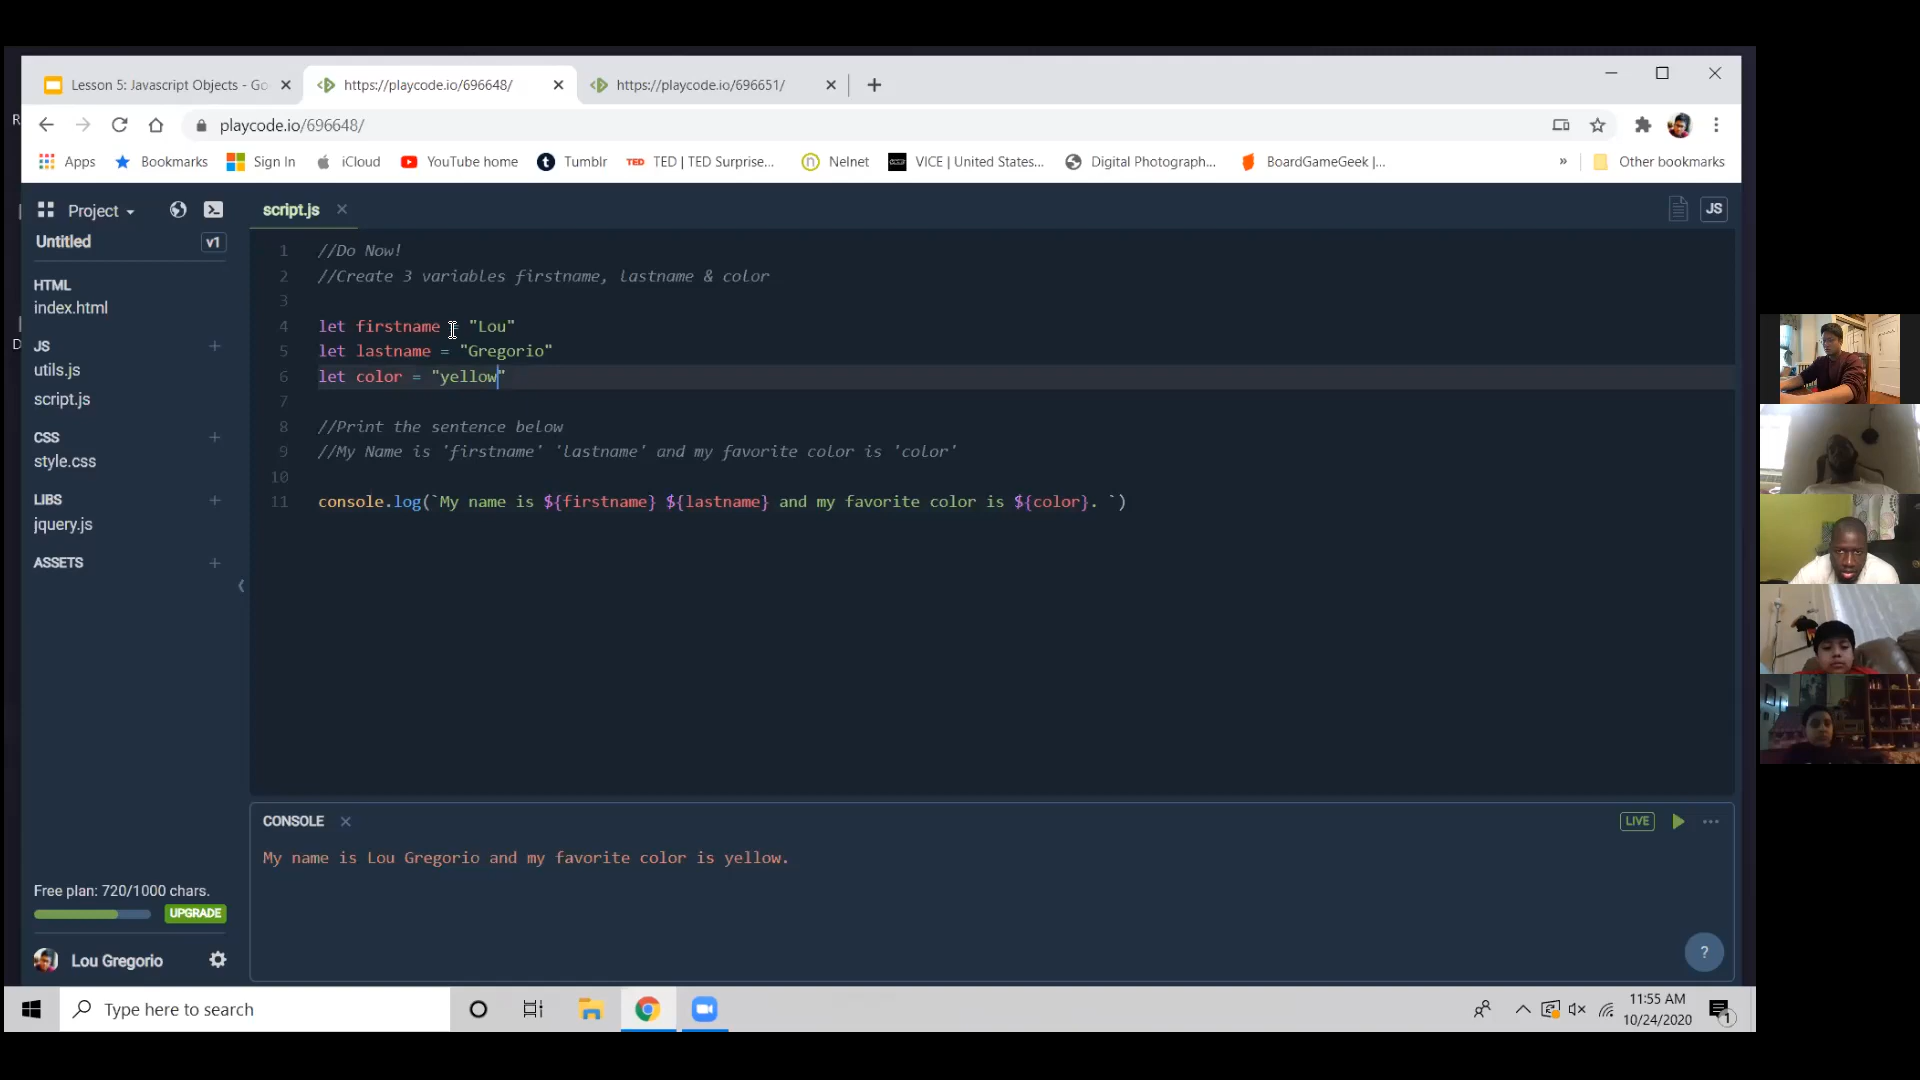 Lesson 5: Javascript Objects - Go
https://playcode.io/696648/
https://playcode.io/696651/
playcode.io/696648/
Apps
Bookmarks
Sign In
iCloud
YouTube home
Tumblr
TED TED | TED Surprise...
Nelnet
VICE | United States...
Digital Photograph...
BoardGameGeek |...
»
Other bookmarks
Project
Untitled
v1
HTML
index.html
JS
utils.js
script.js
CSS
style.css
LIBS
jquery.js
ASSETS
Free plan: 720/1000 chars.
UPGRADE
Lou Gregorio
script.js
JS
1 //Do Now!
2 //Create 3 variables firstname, lastname & color
3
4 let firstname = "Lou"
5 let lastname = "Gregorio"
6 let color = "yellow"
7
8 //Print the sentence below
9 //My Name is 'firstname' 'lastname' and my favorite color is 'color'
10
11 console.log(`My name is ${firstname} ${lastname} and my favorite color is ${color}. `)
CONSOLE
LIVE
My name is Lou Gregorio and my favorite color is yellow.
?
Type here to search
11:55 AM
10/24/2020
1
R
D